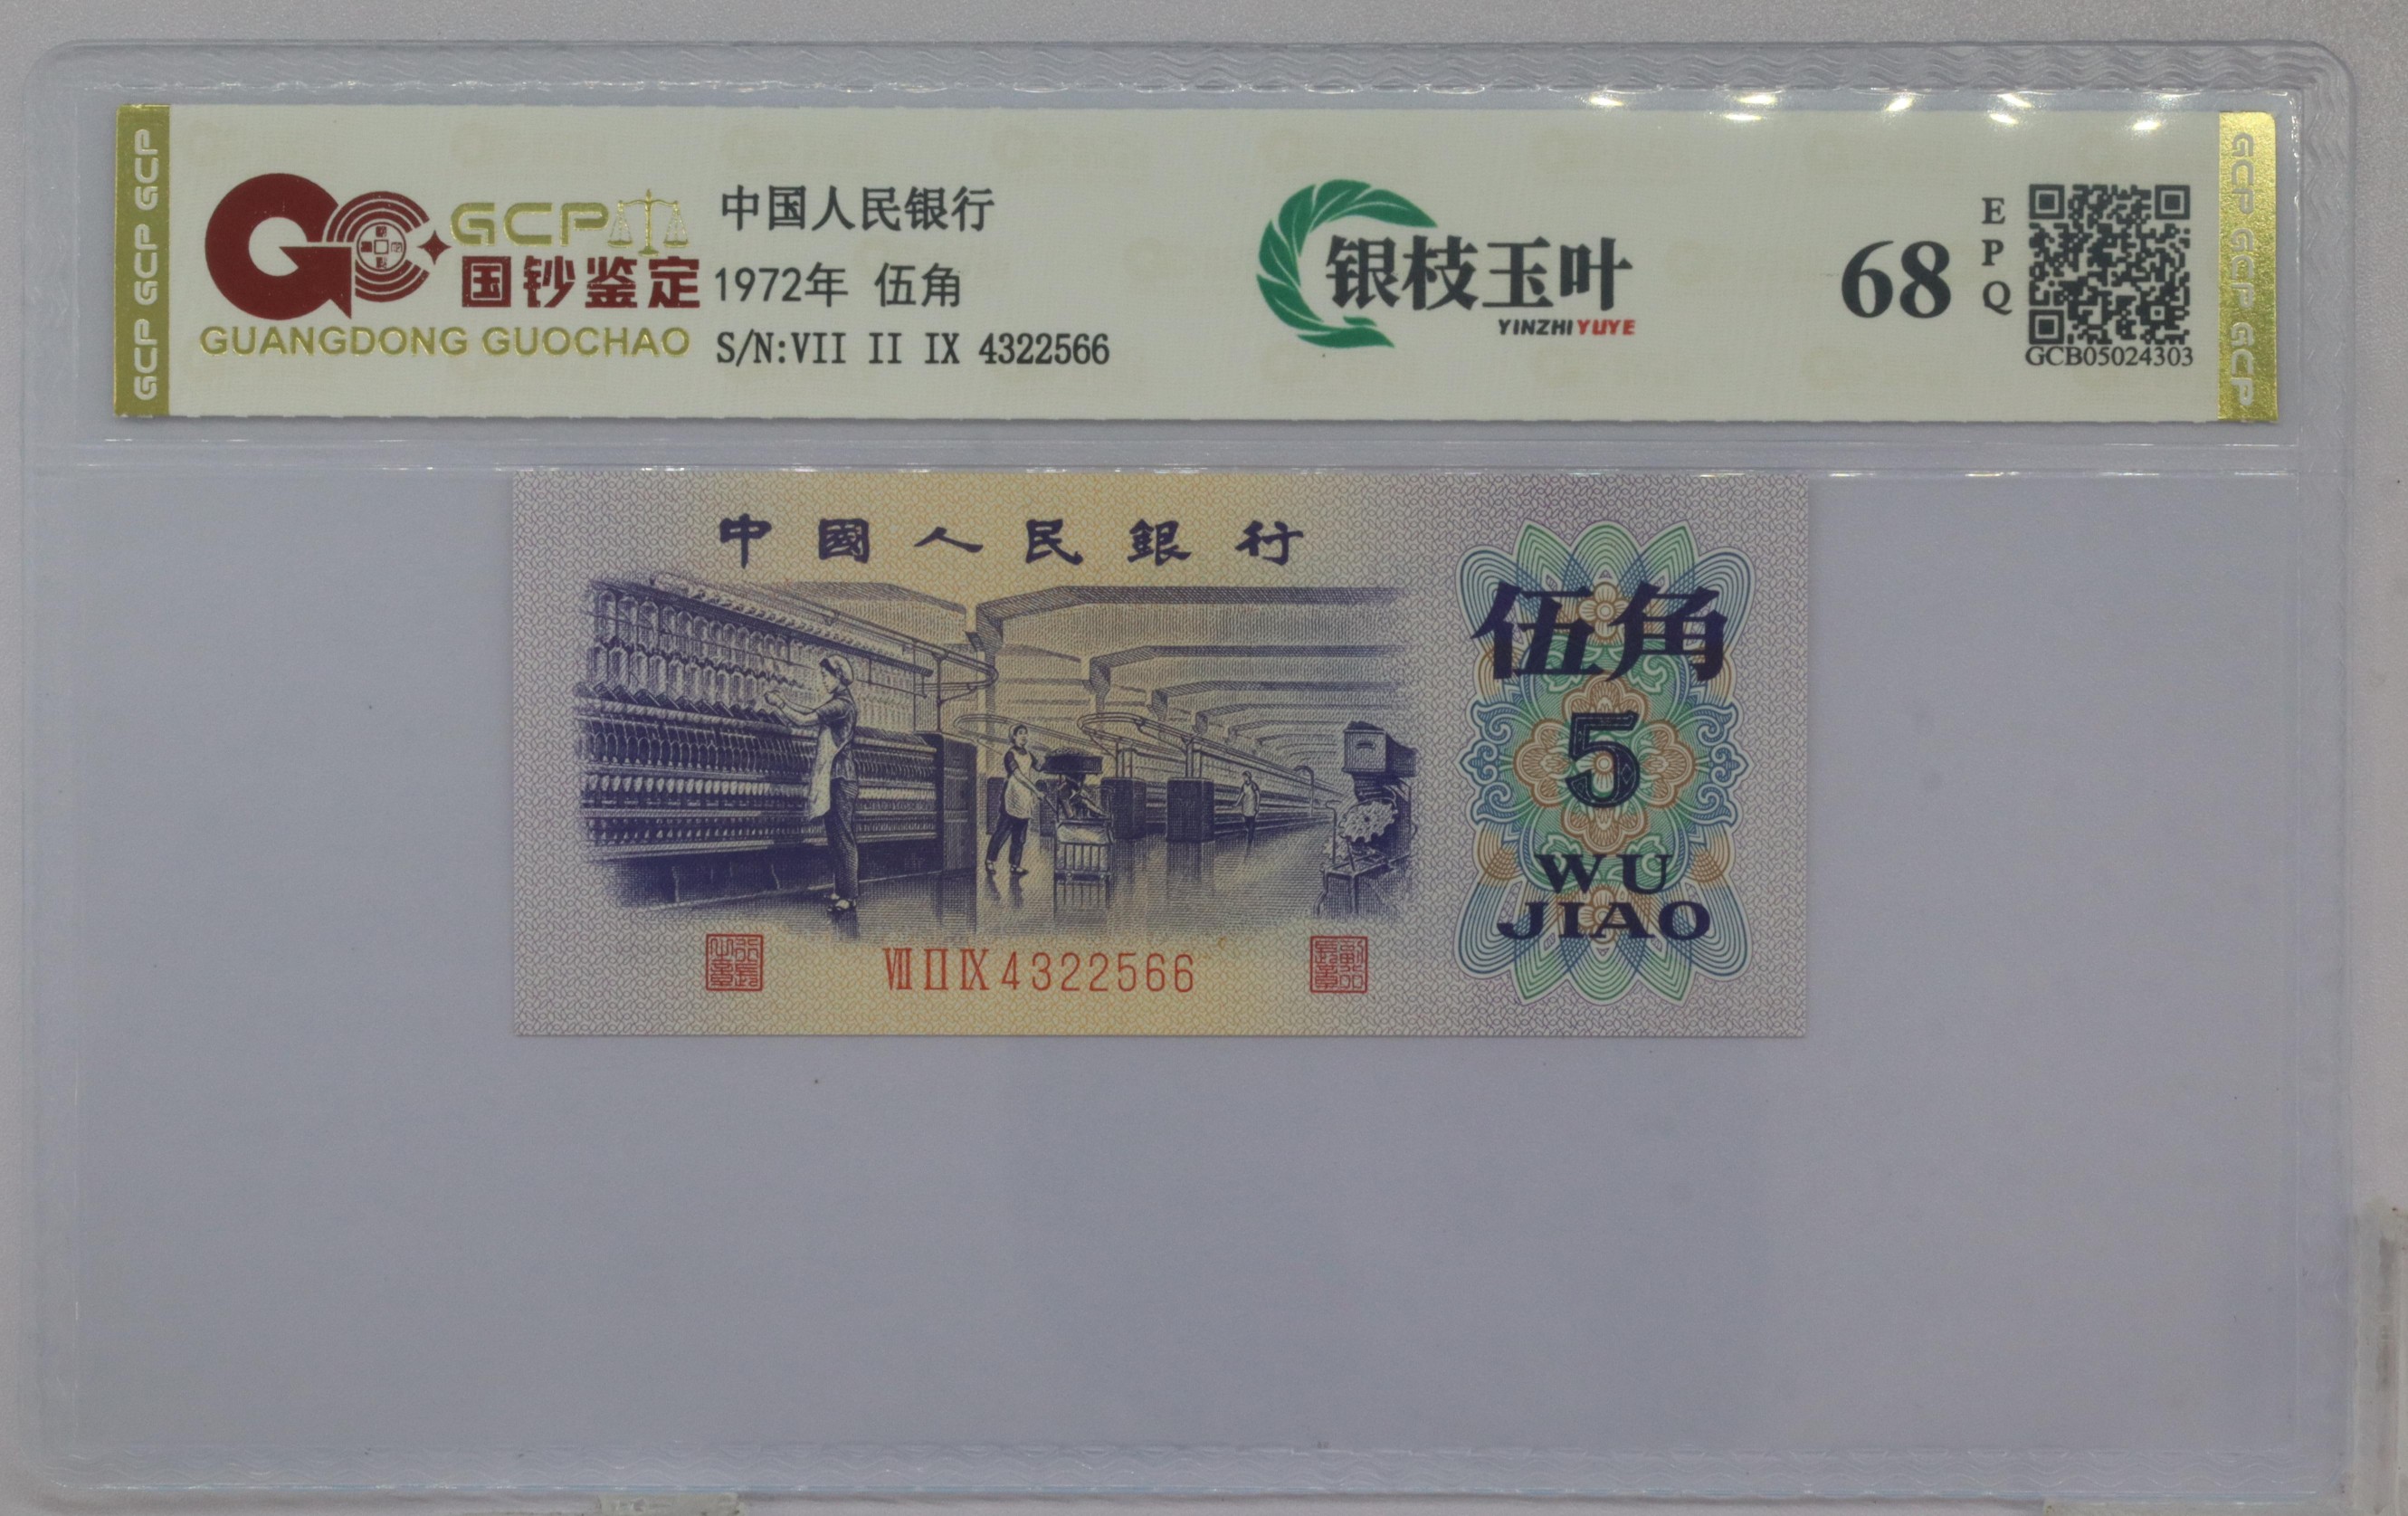 GCP GCP GCP
GCP
国钞鉴定
GUANGDONG GUOCHAO
中国人民银行
1972年 伍角
S/N:VII II IX 4322566
银枝玉叶
YINZHIYUYE
68
EPQ
GCB05024303
GCP GCP GCP
中國人民銀行
伍角
5
WU
JIAO
VII II IX 4322566